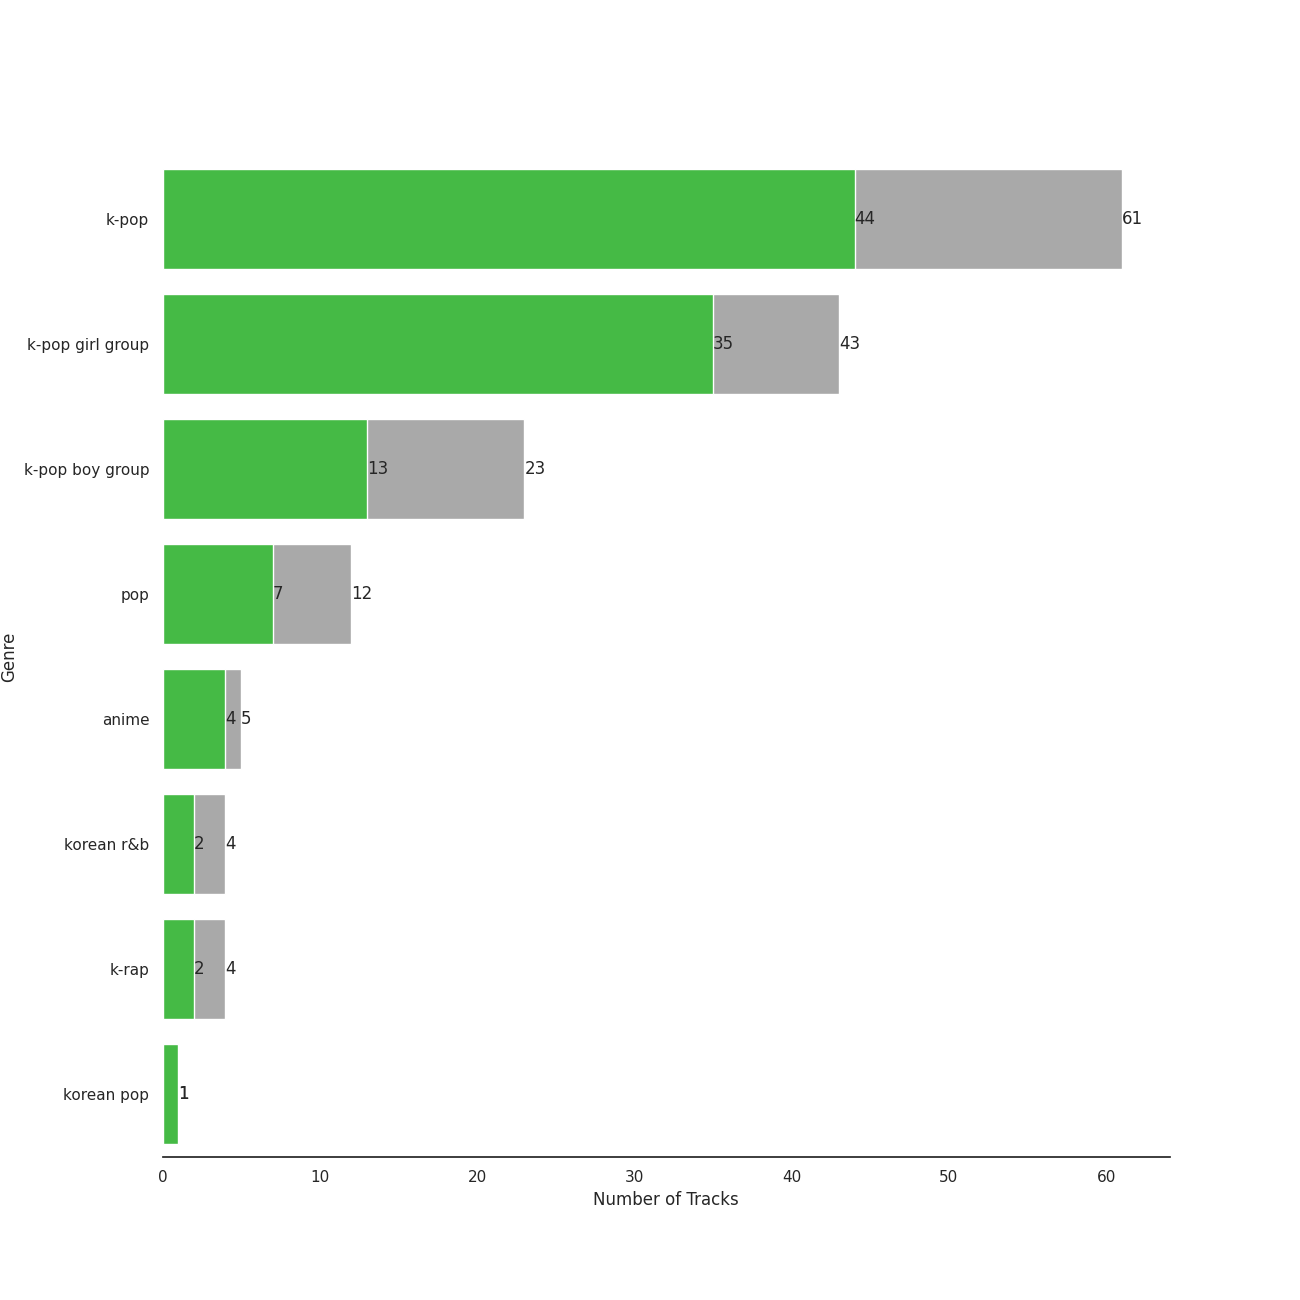 k-pop 44 61
k-pop girl group 35 43
k-pop boy group 13 23
pop 7 12
Genre
anime 4 5
korean r&b 2 4
k-rap 2 4
korean pop 1
0 10 20 30 40 50 60
Number of Tracks